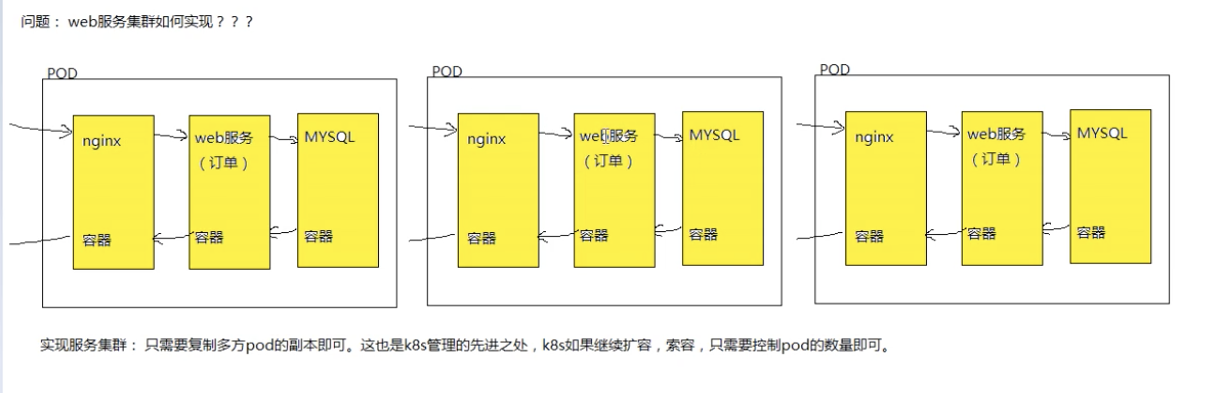 问题： web服务集群如何实现？？？
POD
nginx
容器
web服务
（订单）
容器
MYSQL
容器
POD
nginx
容器
web服务
（订单）
容器
MYSQL
容器
POD
nginx
容器
web服务
（订单）
容器
MYSQL
容器
实现服务集群： 只需要复制多方pod的副本即可。这也是k8s管理的先进之处，k8s如果继续扩容，索容，只需要控制pod的数量即可。